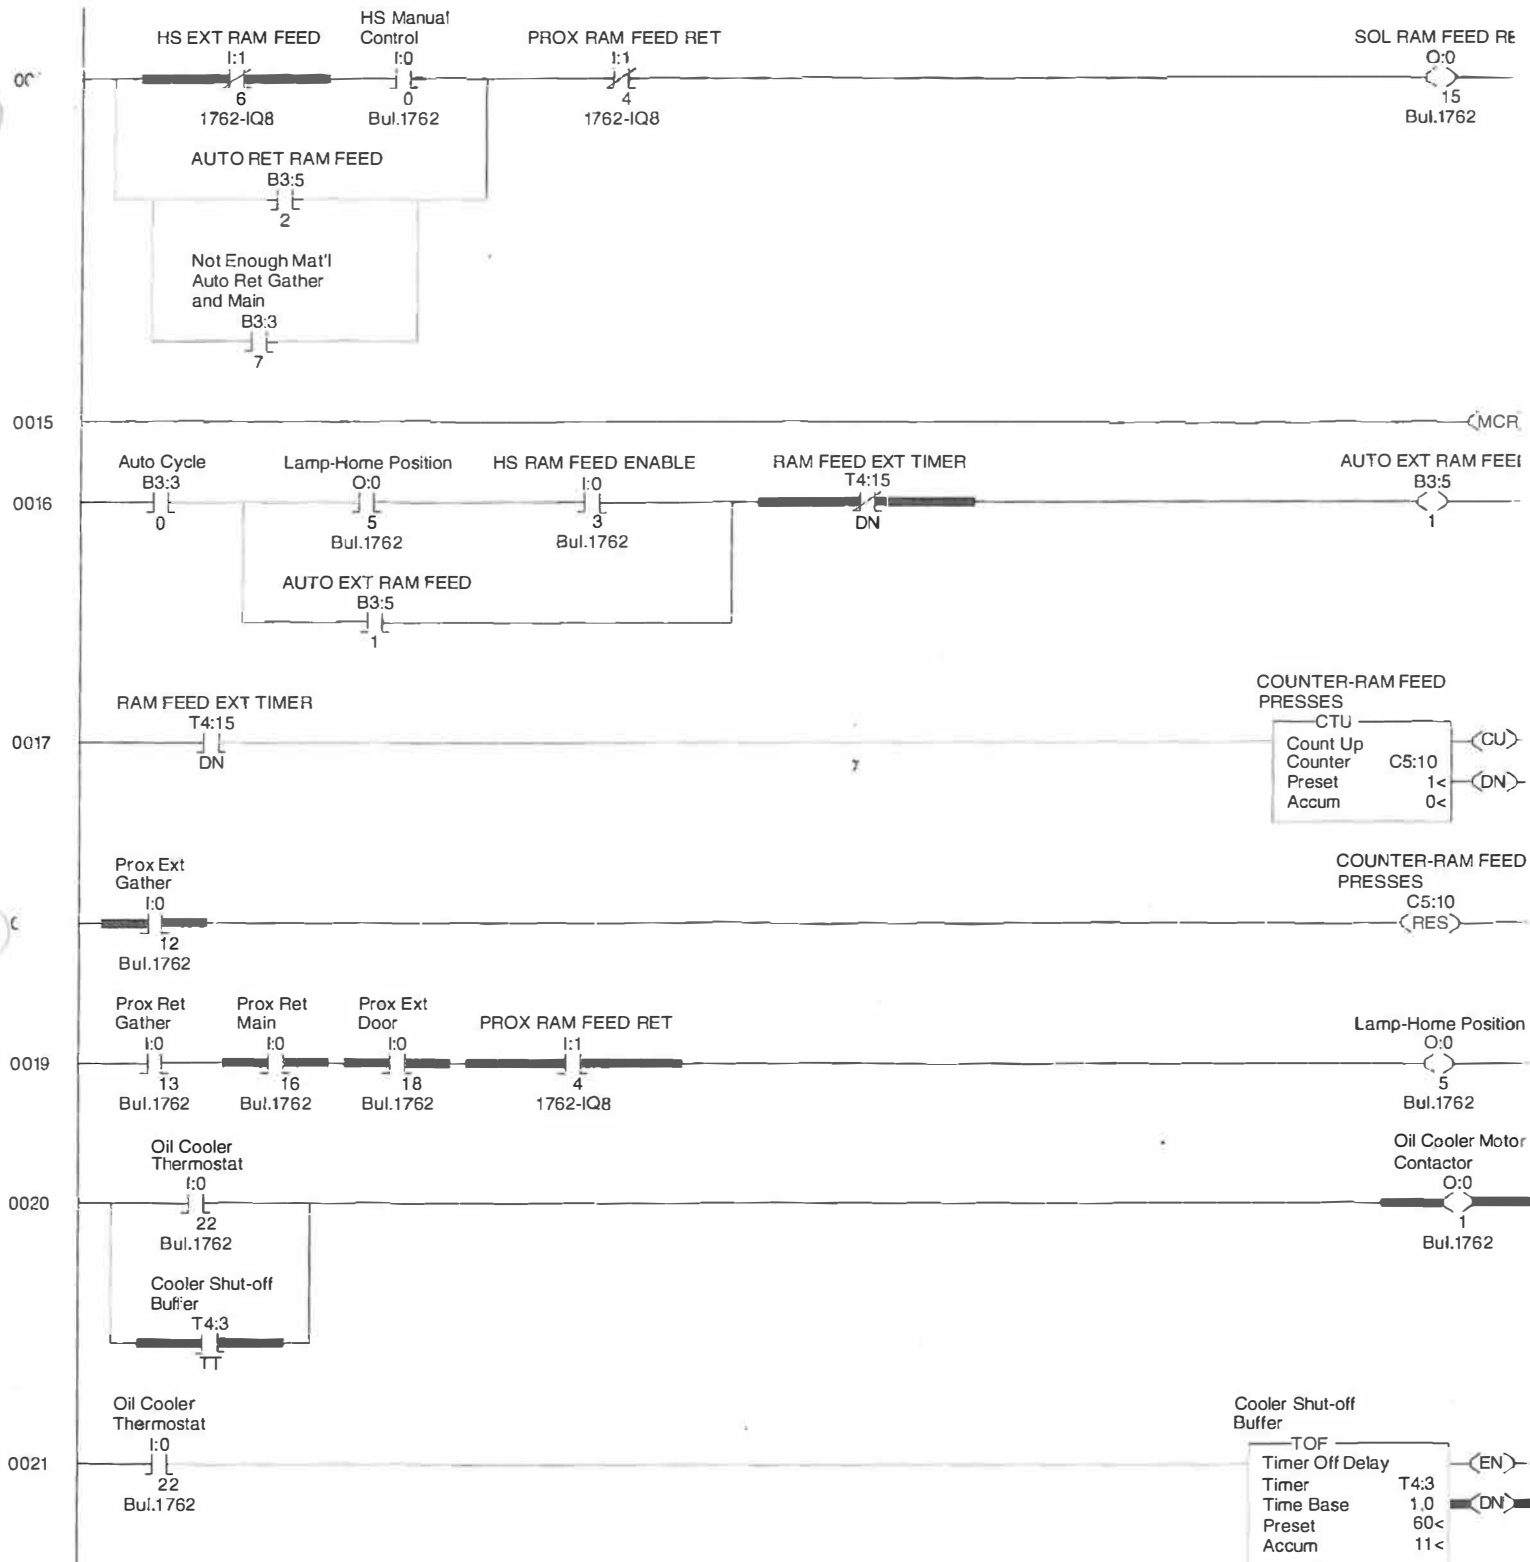 HS EXT RAM FEED
I:1
6
1762-IQ8
HS Manual
Control
I:0
0
Bul.1762
PROX RAM FEED RET
I:1
4
1762-IQ8
SOL RAM FEED RE
O:0
15
Bul.1762
AUTO RET RAM FEED
B3:5
2
Not Enough Mat'l
Auto Ret Gather
and Main
B3:3
7
0015
MCR
0016
Auto Cycle
B3:3
0
Lamp-Home Position
O:0
5
Bul.1762
HS RAM FEED ENABLE
I:0
3
Bul.1762
RAM FEED EXT TIMER
T4:15
DN
AUTO EXT RAM FEE
B3:5
1
AUTO EXT RAM FEED
B3:5
1
0017
RAM FEED EXT TIMER
T4:15
DN
COUNTER-RAM FEED
PRESSES
CTU
Count Up
Counter C5:10
Preset 1<
Accum 0<
CU
DN
Prox Ext
Gather
I:0
12
Bul.1762
COUNTER-RAM FEED
PRESSES
C5:10
RES
0019
Prox Ret
Gather
I:0
13
Bul.1762
Prox Ret
Main
I:0
16
Bul.1762
Prox Ext
Door
I:0
18
Bul.1762
PROX RAM FEED RET
I:1
4
1762-IQ8
Lamp-Home Position
O:0
5
Bul.1762
0020
Oil Cooler
Thermostat
I:0
22
Bul.1762
Oil Cooler Motor
Contactor
O:0
1
Bul.1762
Cooler Shut-off
Buffer
T4:3
TT
0021
Oil Cooler
Thermostat
I:0
22
Bul.1762
Cooler Shut-off
Buffer
TOF
Timer Off Delay
Timer T4:3
Time Base 1.0
Preset 60<
Accum 11<
EN
DN